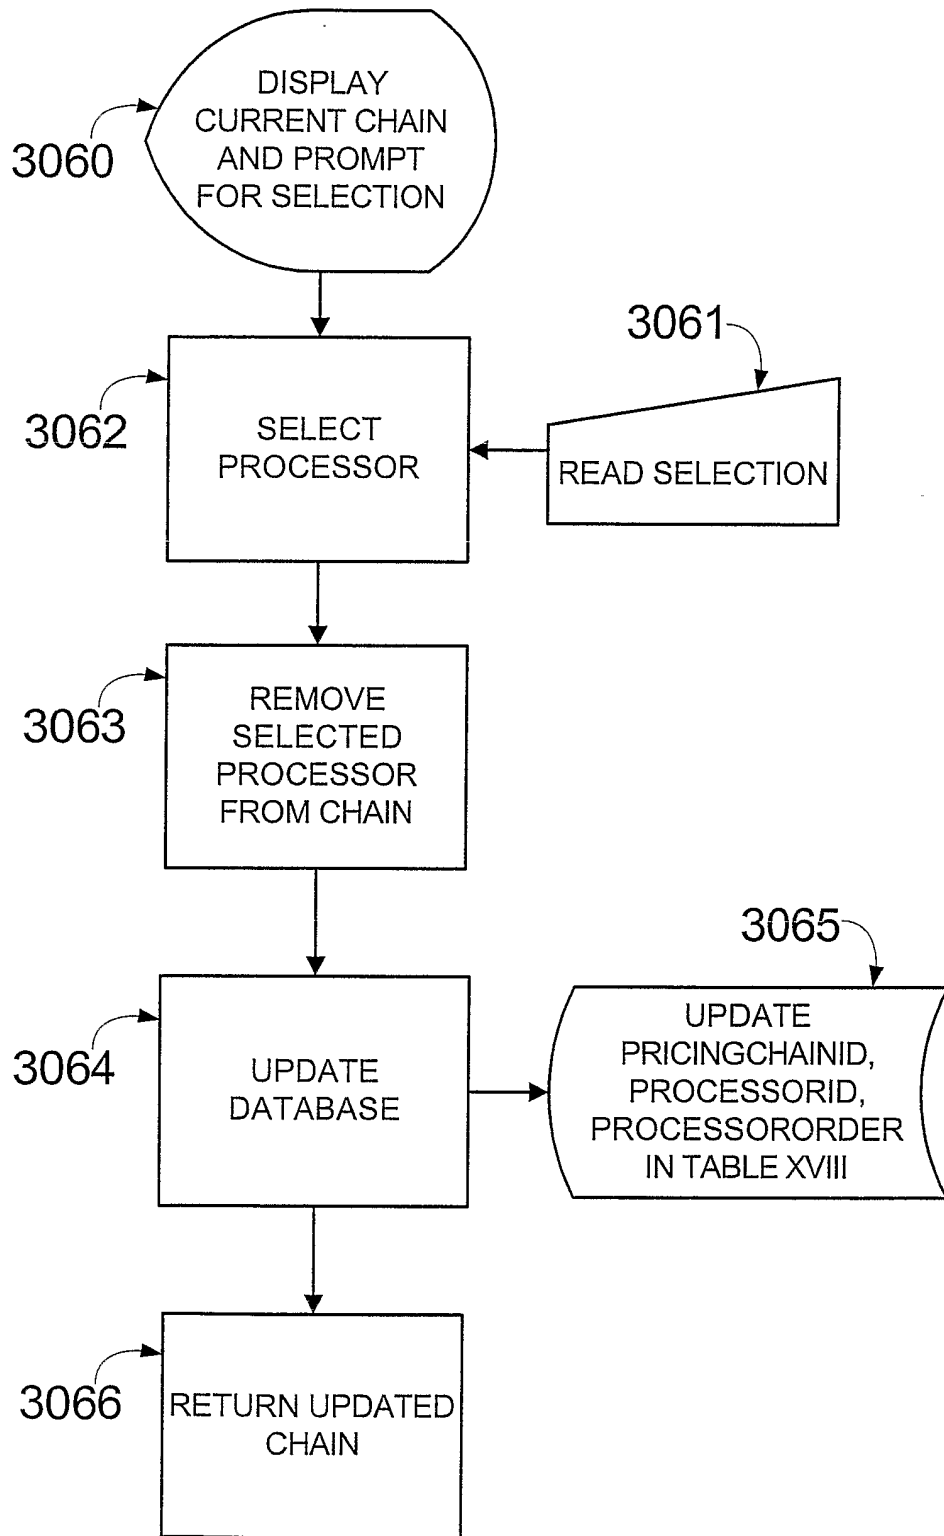 DISPLAY
CURRENT CHAIN
AND PROMPT
FOR SELECTION
3060
3061
3062
SELECT
PROCESSOR
READ SELECTION
3063
REMOVE
SELECTED
PROCESSOR
FROM CHAIN
3065
3064
UPDATE
DATABASE
UPDATE
PRICINGCHAINID,
PROCESSORID,
PROCESSORORDER
IN TABLE XVIII
3066
RETURN UPDATED
CHAIN